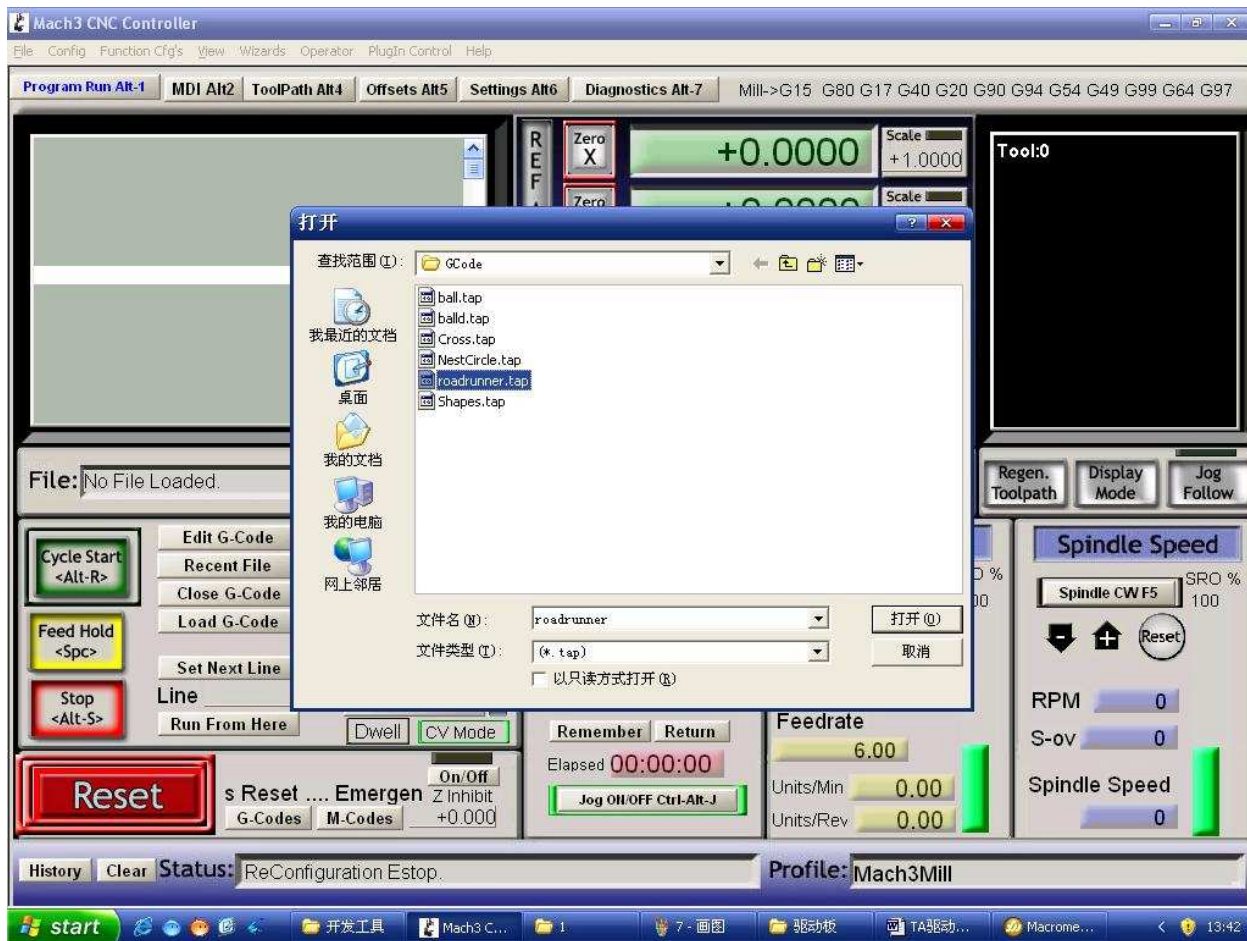 Mach3 CNC Controller
File Config Function Cfg's View Wizards Operator PlugIn Control Help
Program Run Alt-1 MDI Alt2 ToolPath Alt4 Offsets Alt5 Settings Alt6 Diagnostics Alt-7 Mill->G15 G80 G17 G40 G20 G90 G94 G54 G49 G99 G64 G97
REF
Zero X
+0.0000
Scale
+1.0000
Tool:0
Zero
Scale
打开
查找范围(I):
GCode
我最近的文档
桌面
我的文档
我的电脑
网上邻居
ball.tap
balld.tap
Cross.tap
NestCircle.tap
roadrunner.tap
Shapes.tap
文件名(N):
roadrunner
打开(O)
文件类型(T):
(*.tap)
取消
以只读方式打开(R)
File: No File Loaded.
Regen. Toolpath
Display Mode
Jog Follow
Cycle Start
<Alt-R>
Feed Hold
<Spc>
Stop
<Alt-S>
Edit G-Code
Recent File
Close G-Code
Load G-Code
Set Next Line
Line
Run From Here
Dwell
CV Mode
Reset
s Reset .... Emergen
G-Codes
M-Codes
On/Off
Z Inhibit
+0.000
Remember
Return
Elapsed 00:00:00
Jog ON/OFF Ctrl-Alt-J
%
Feedrate
6.00
Units/Min 0.00
Units/Rev 0.00
Spindle Speed
Spindle CW F5
SRO %
100
Reset
RPM 0
S-ov 0
Spindle Speed
0
History
Clear
Status: ReConfiguration Estop.
Profile: Mach3Mill
start
开发工具
Mach3 C...
1
7 - 画图
驱动板
TA驱动...
Macrome...
13:42